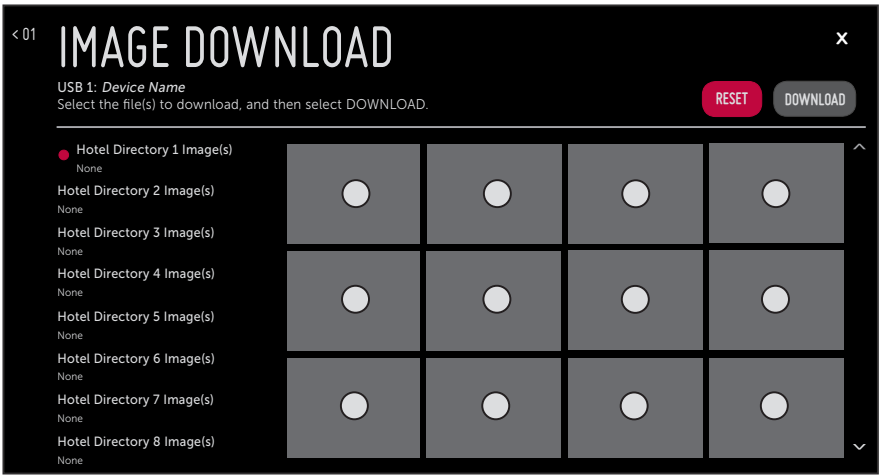 < 01
IMAGE DOWNLOAD
X
USB 1: Device Name
Select the file(s) to download, and then select DOWNLOAD.
RESET
DOWNLOAD
Hotel Directory 1 Image(s)
None
Hotel Directory 2 Image(s)
None
Hotel Directory 3 Image(s)
None
Hotel Directory 4 Image(s)
None
Hotel Directory 5 Image(s)
None
Hotel Directory 6 Image(s)
None
Hotel Directory 7 Image(s)
None
Hotel Directory 8 Image(s)
None